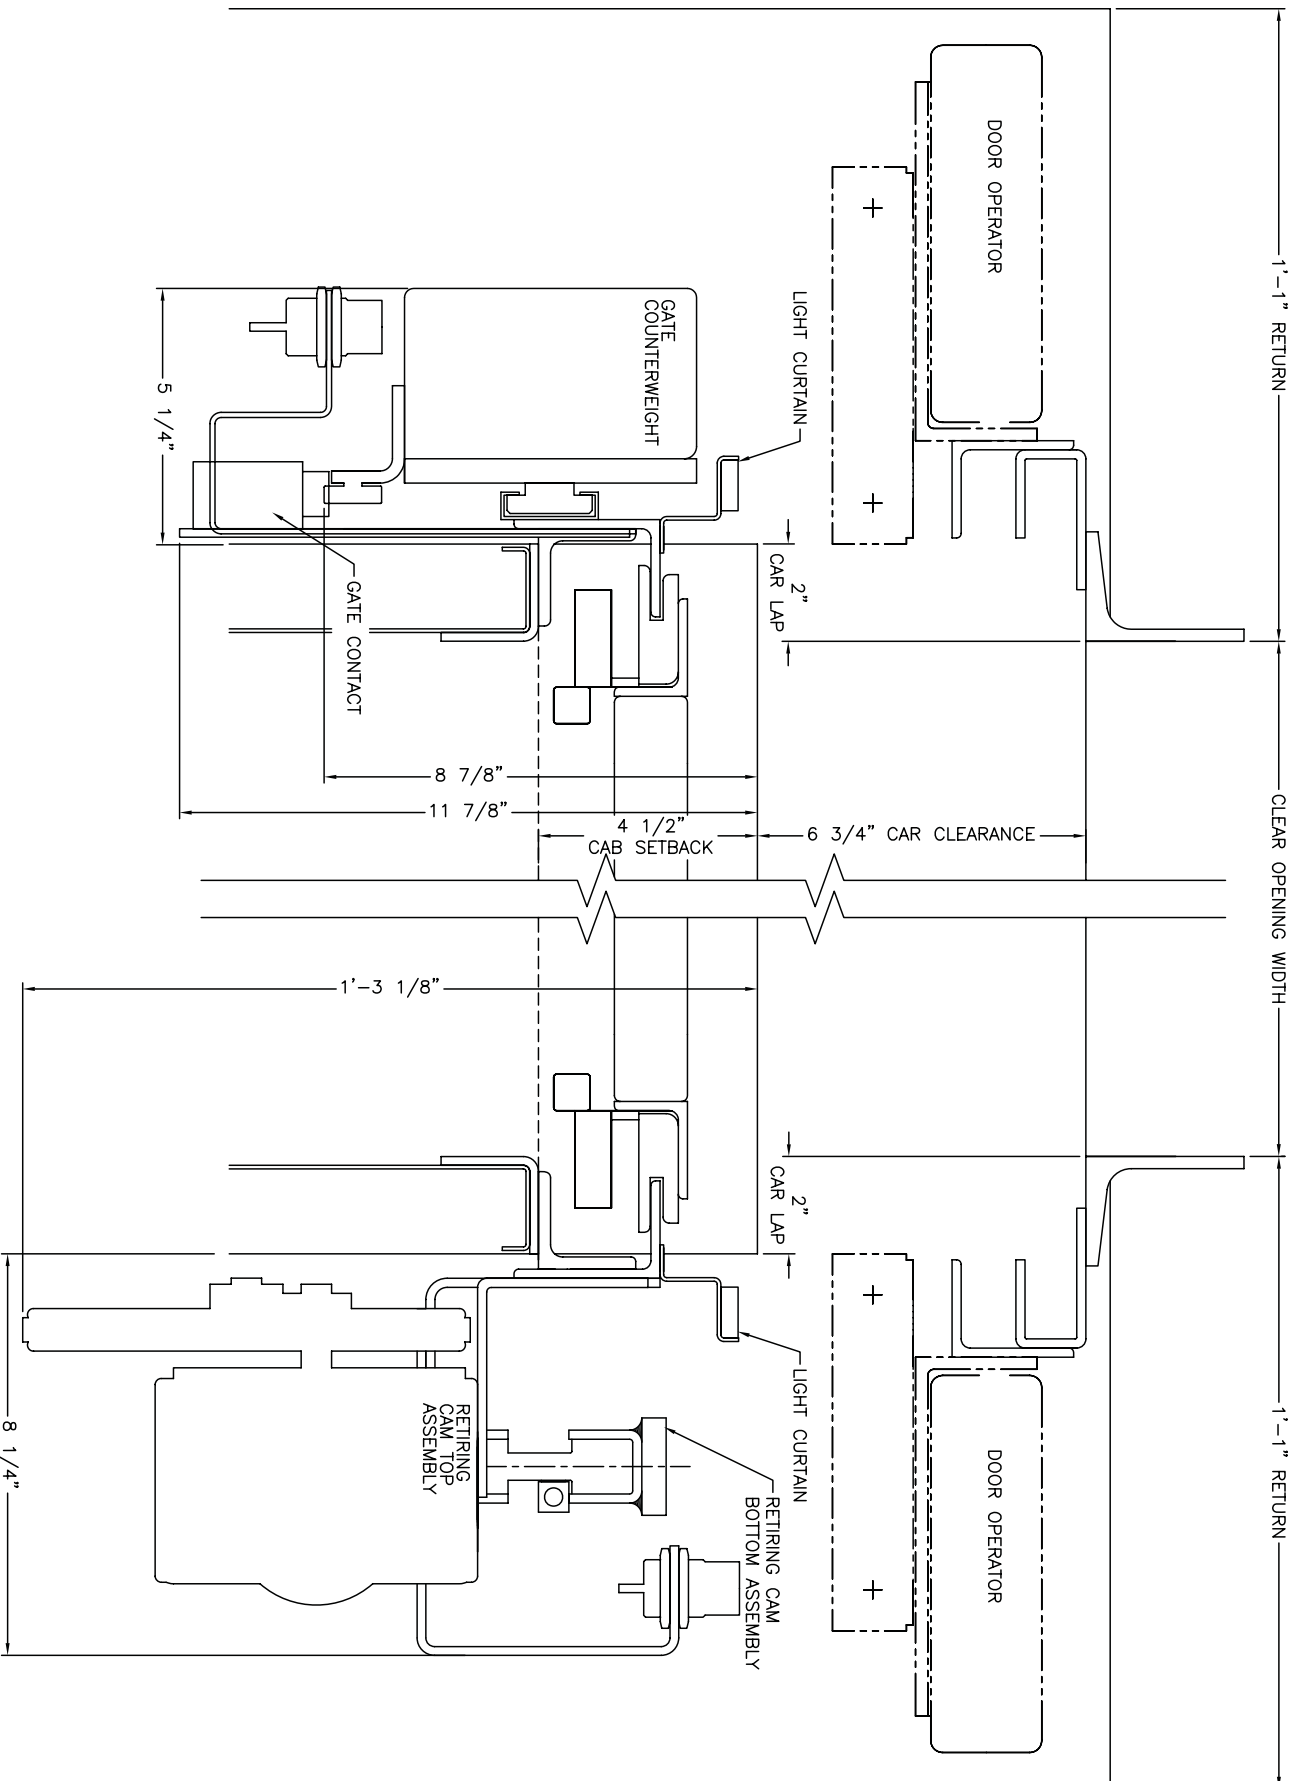 1'-1" RETURN
CLEAR OPENING WIDTH
1'-1" RETURN
DOOR OPERATOR
DOOR OPERATOR
6 3/4" CAR CLEARANCE
LIGHT CURTAIN
2"
CAR LAP
2"
CAR LAP
LIGHT CURTAIN
RETIRING CAM
BOTTOM ASSEMBLY
GATE
COUNTERWEIGHT
4 1/2"
CAB SETBACK
8 7/8"
11 7/8"
1'-3 1/8"
RETIRING
CAM TOP
ASSEMBLY
GATE CONTACT
5 1/4"
8 1/4"